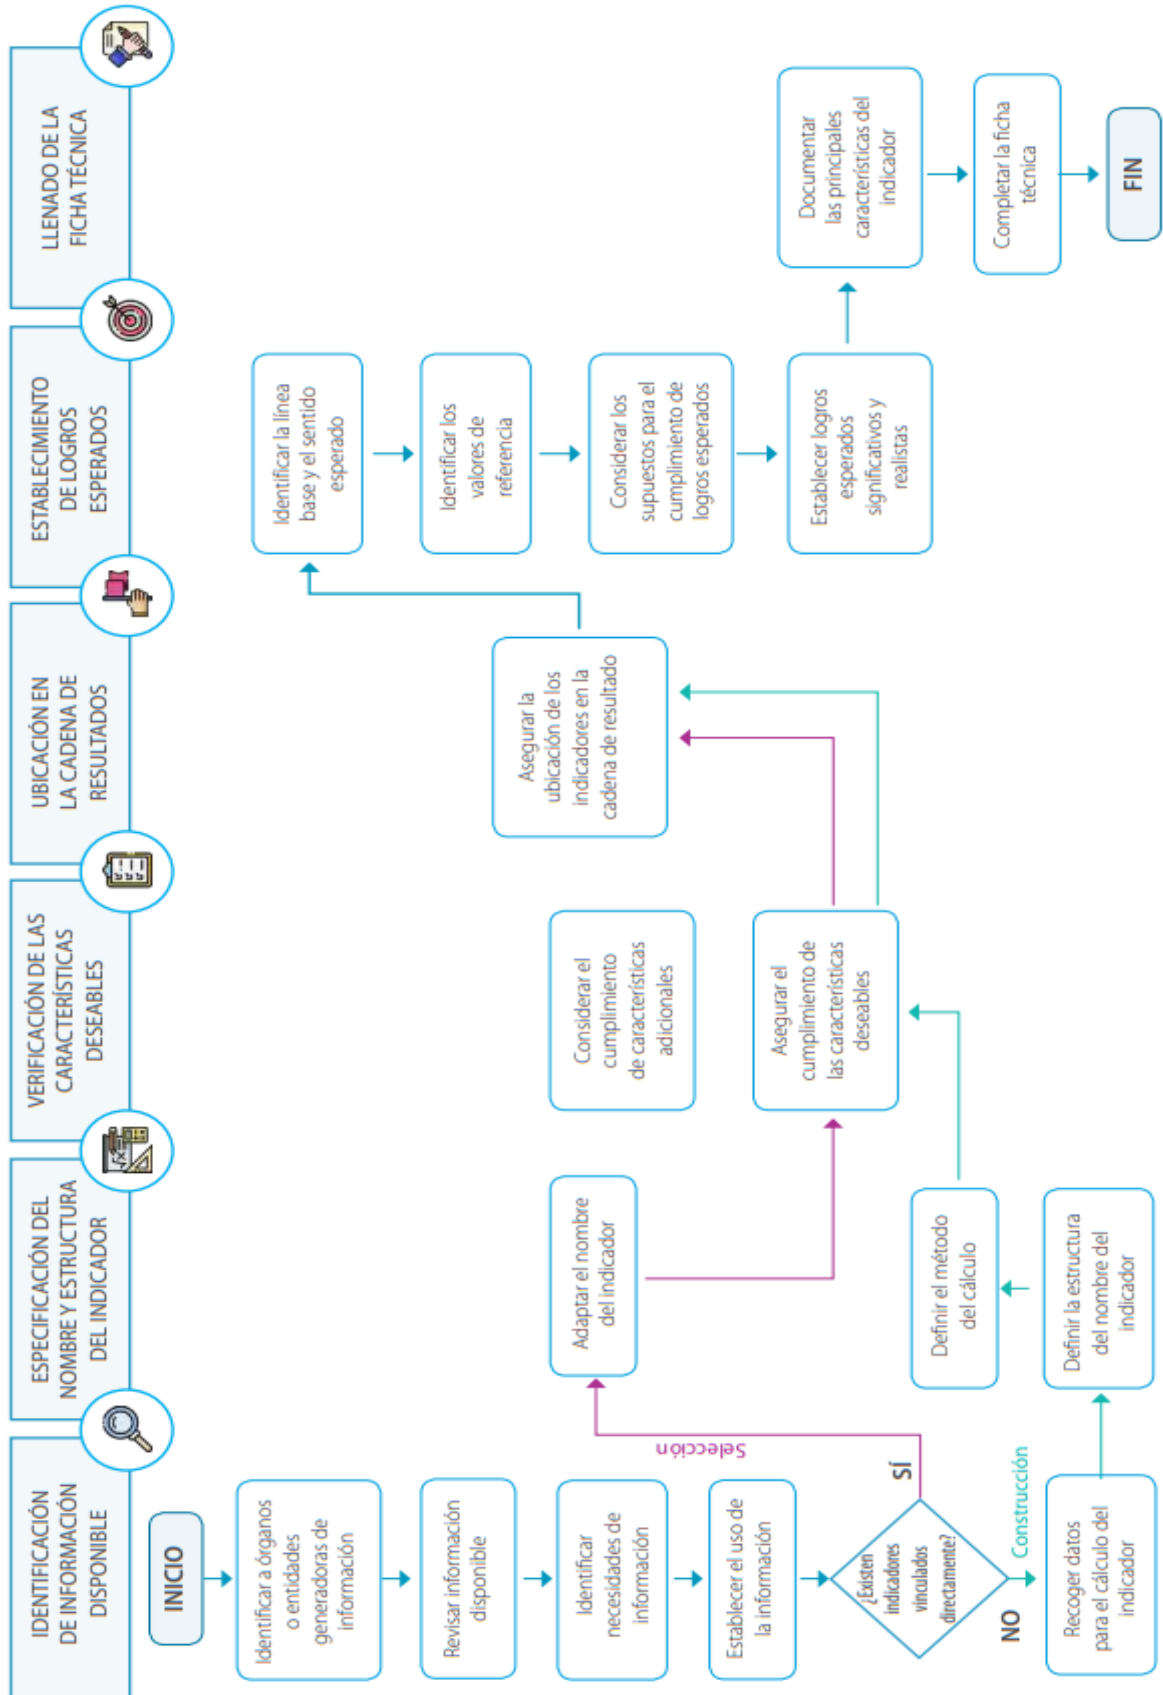 IDENTIFICACIÓN
DE INFORMACIÓN
DISPONIBLE
ESPECIFICACIÓN DEL
NOMBRE Y ESTRUCTURA
DEL INDICADOR
VERIFICACIÓN DE LAS
CARACTERÍSTICAS
DESEABLES
UBICACIÓN EN
LA CADENA DE
RESULTADOS
ESTABLECIMIENTO
DE LOGROS
ESPERADOS
LLENADO DE LA
FICHA TÉCNICA
INICIO
Identificar a órganos
o entidades
generadoras de
información
Revisar información
disponible
Identificar
necesidades de
información
Establecer el uso de
la información
¿Existen
indicadores
vinculados
directamente?
SÍ
Selección
NO
Construcción
Recoger datos
para el cálculo del
indicador
Adaptar el nombre
del indicador
Definir el método
del cálculo
Definir la estructura
del nombre del
indicador
Considerar el
cumplimiento
de características
adicionales
Asegurar el
cumplimiento de
las características
deseables
Asegurar la
ubicación de los
indicadores en la
cadena de resultado
Identificar la línea
base y el sentido
esperado
Identificar los
valores de
referencia
Considerar los
supuestos para el
cumplimiento de
logros esperados
Establecer logros
esperados
significativos y
realistas
Documentar
las principales
características del
indicador
Completar la ficha
técnica
FIN